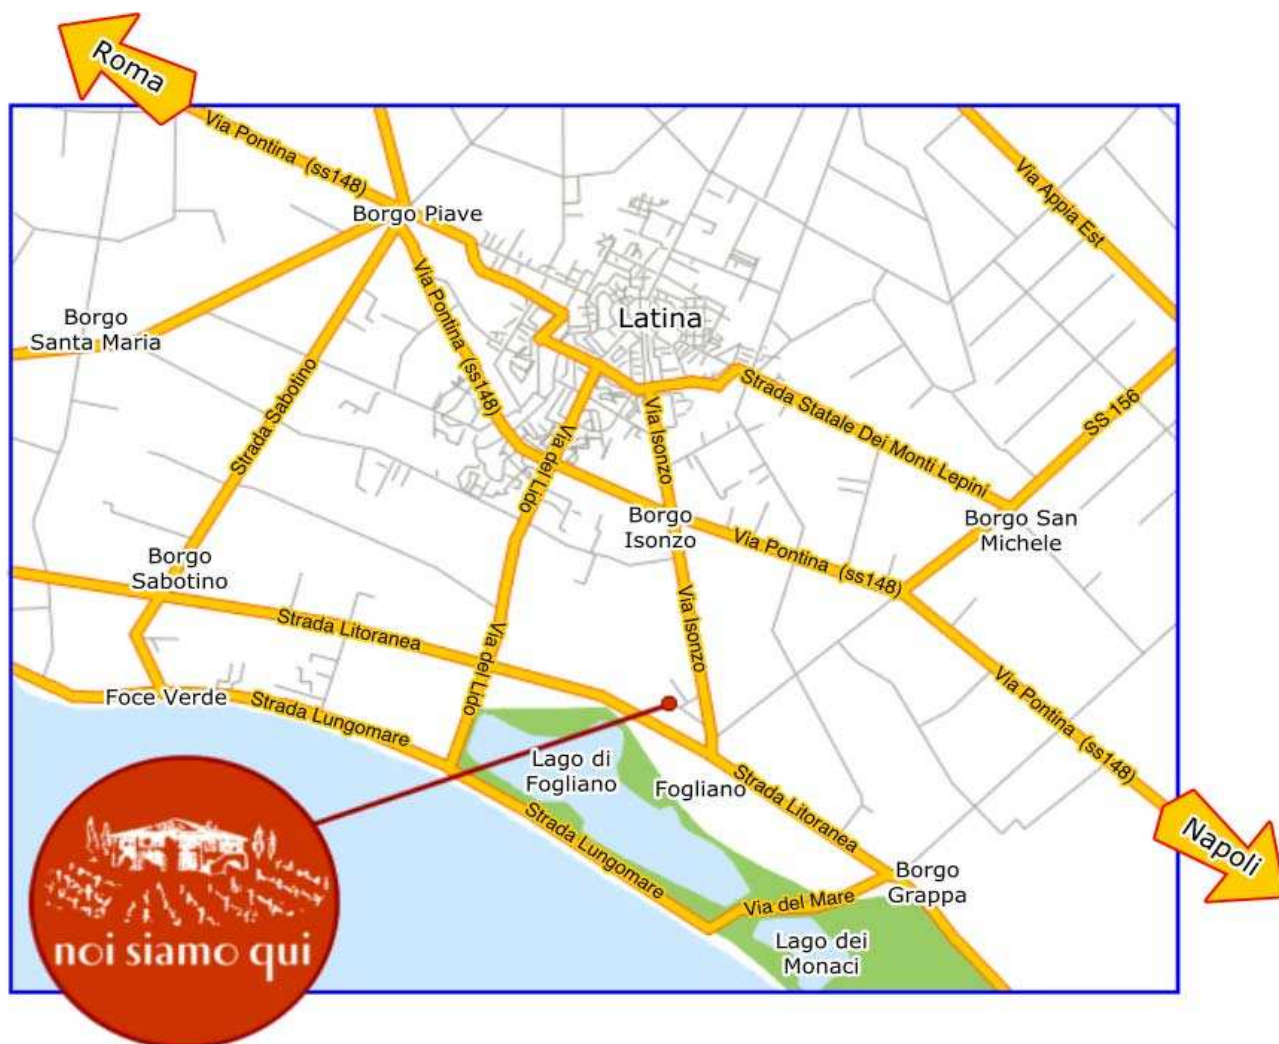 Roma
Via Pontina (ss148)
Borgo Piave
Via Appia Est
Via Pontina (ss148)
Latina
Borgo
Santa Maria
Strada Sabotino
Strada Statale Dei Monti Lepini
SS 156
Via Isonzo
Via del Lido
Borgo
Isonzo
Borgo San
Michele
Via Pontina (ss148)
Borgo
Sabotino
Strada Litoranea
Via Isonzo
Via del Lido
Foce Verde
Strada Lungomare
Via Pontina (ss148)
Lago di
Fogliano
Fogliano
Strada Litoranea
Strada Lungomare
Napoli
Borgo
Grappa
Via del Mare
Lago dei
Monaci
noi siamo qui